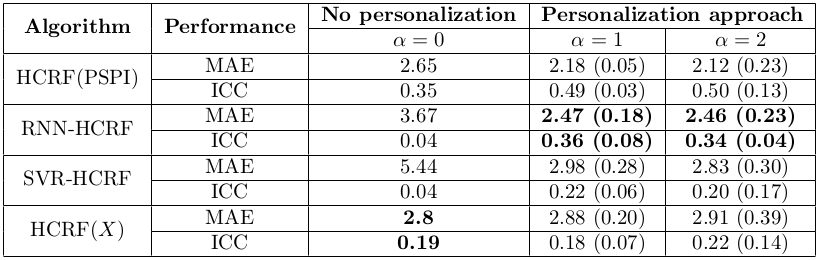 Algorithm Performance No personalization Personalization approach
α = 0 α = 1 α = 2
HCRF(PSPI) MAE 2.65 2.18 (0.05) 2.12 (0.23)
ICC 0.35 0.49 (0.03) 0.50 (0.13)
RNN-HCRF MAE 3.67 2.47 (0.18) 2.46 (0.23)
ICC 0.04 0.36 (0.08) 0.34 (0.04)
SVR-HCRF MAE 5.44 2.98 (0.28) 2.83 (0.30)
ICC 0.04 0.22 (0.06) 0.20 (0.17)
HCRF(X) MAE 2.8 2.88 (0.20) 2.91 (0.39)
ICC 0.19 0.18 (0.07) 0.22 (0.14)